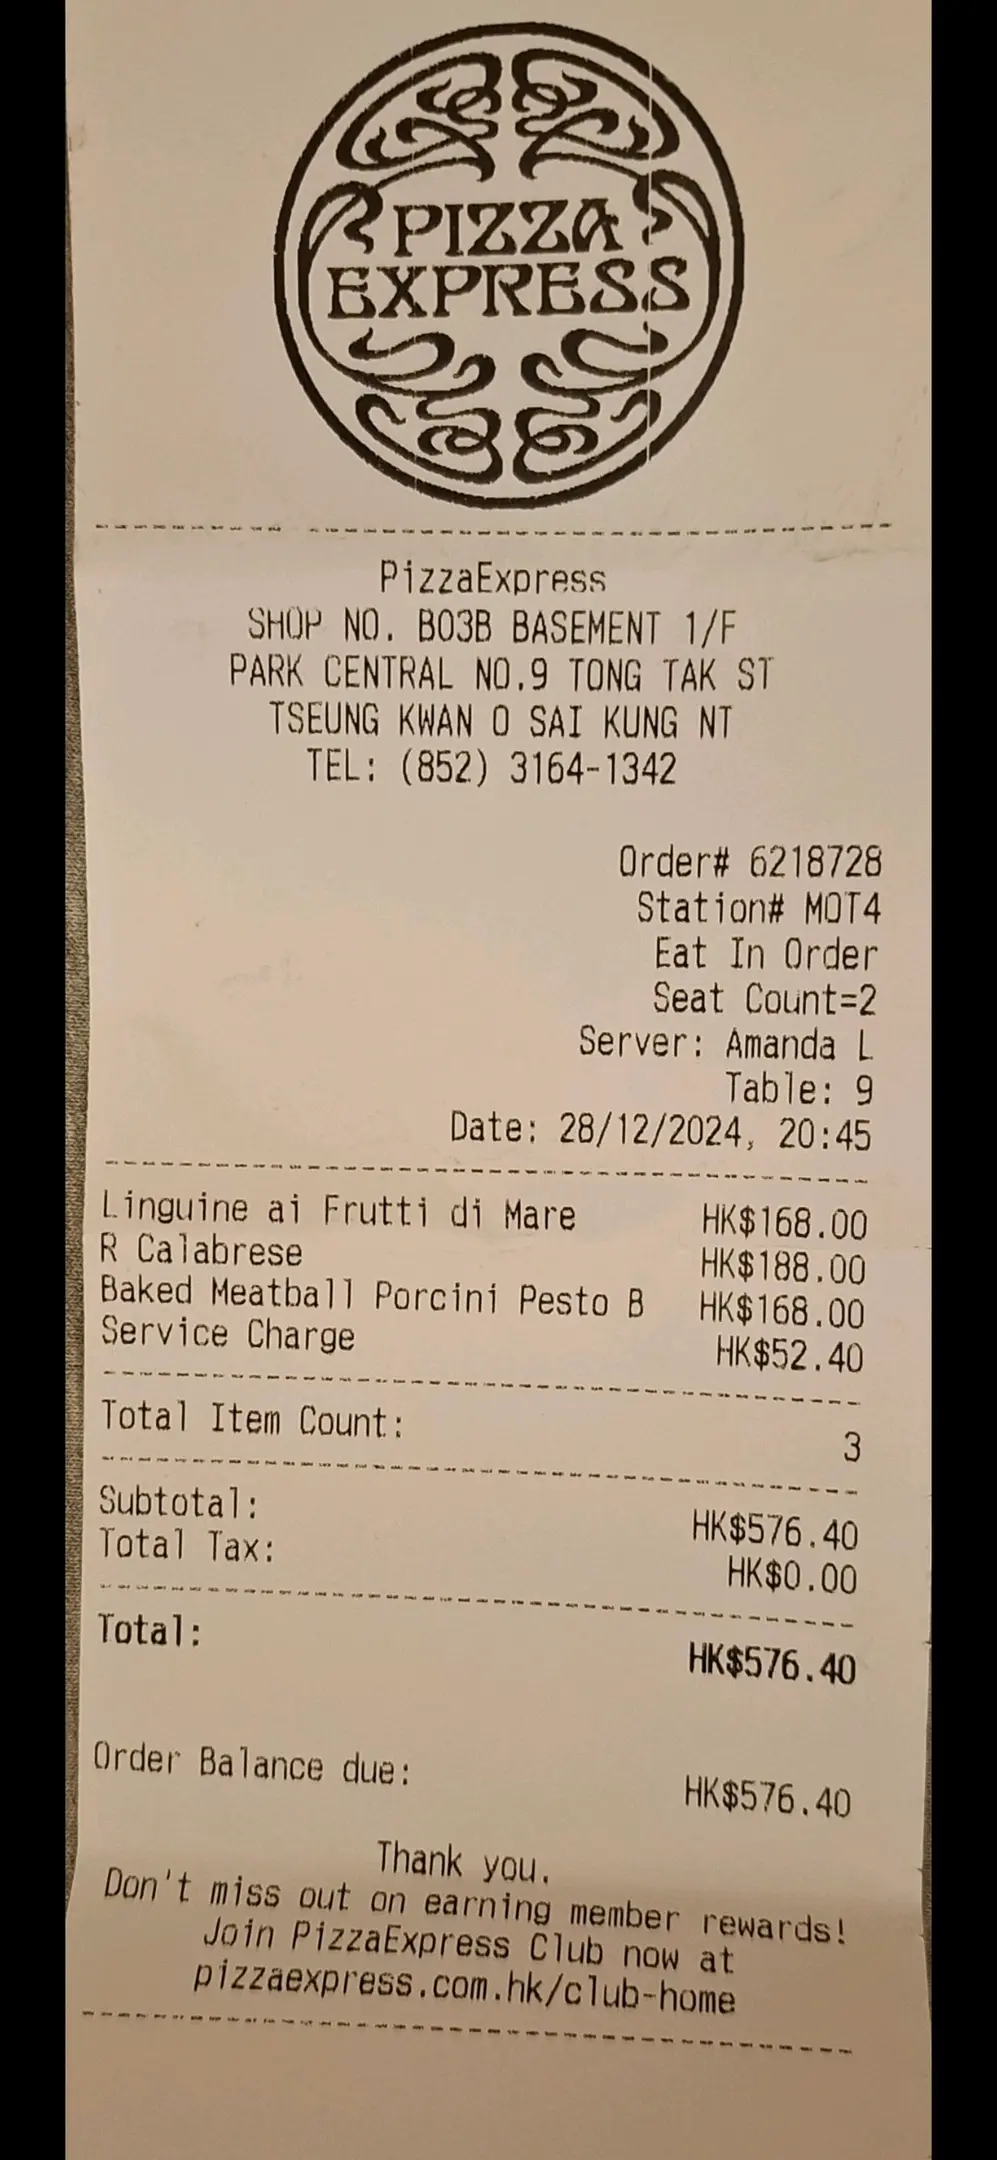 PIZZA
EXPRESS
PizzaExpress
SHOP NO. B03B BASEMENT 1/F
PARK CENTRAL NO.9 TONG TAK ST
TSEUNG KWAN O SAI KUNG NT
TEL: (852) 3164-1342
Order# 6218728
Station# MOT4
Eat In Order
Seat Count=2
Server: Amanda L
Table: 9
Date: 28/12/2024, 20:45
Linguine ai Frutti di Mare HK$168.00
R Calabrese HK$188.00
Baked Meatball Porcini Pesto B HK$168.00
Service Charge HK$52.40
Total Item Count: 3
Subtotal: HK$576.40
Total Tax: HK$0.00
Total: HK$576.40
Order Balance due: HK$576.40
Thank you.
Don't miss out on earning member rewards!
Join PizzaExpress Club now at
pizzaexpress.com.hk/club-home